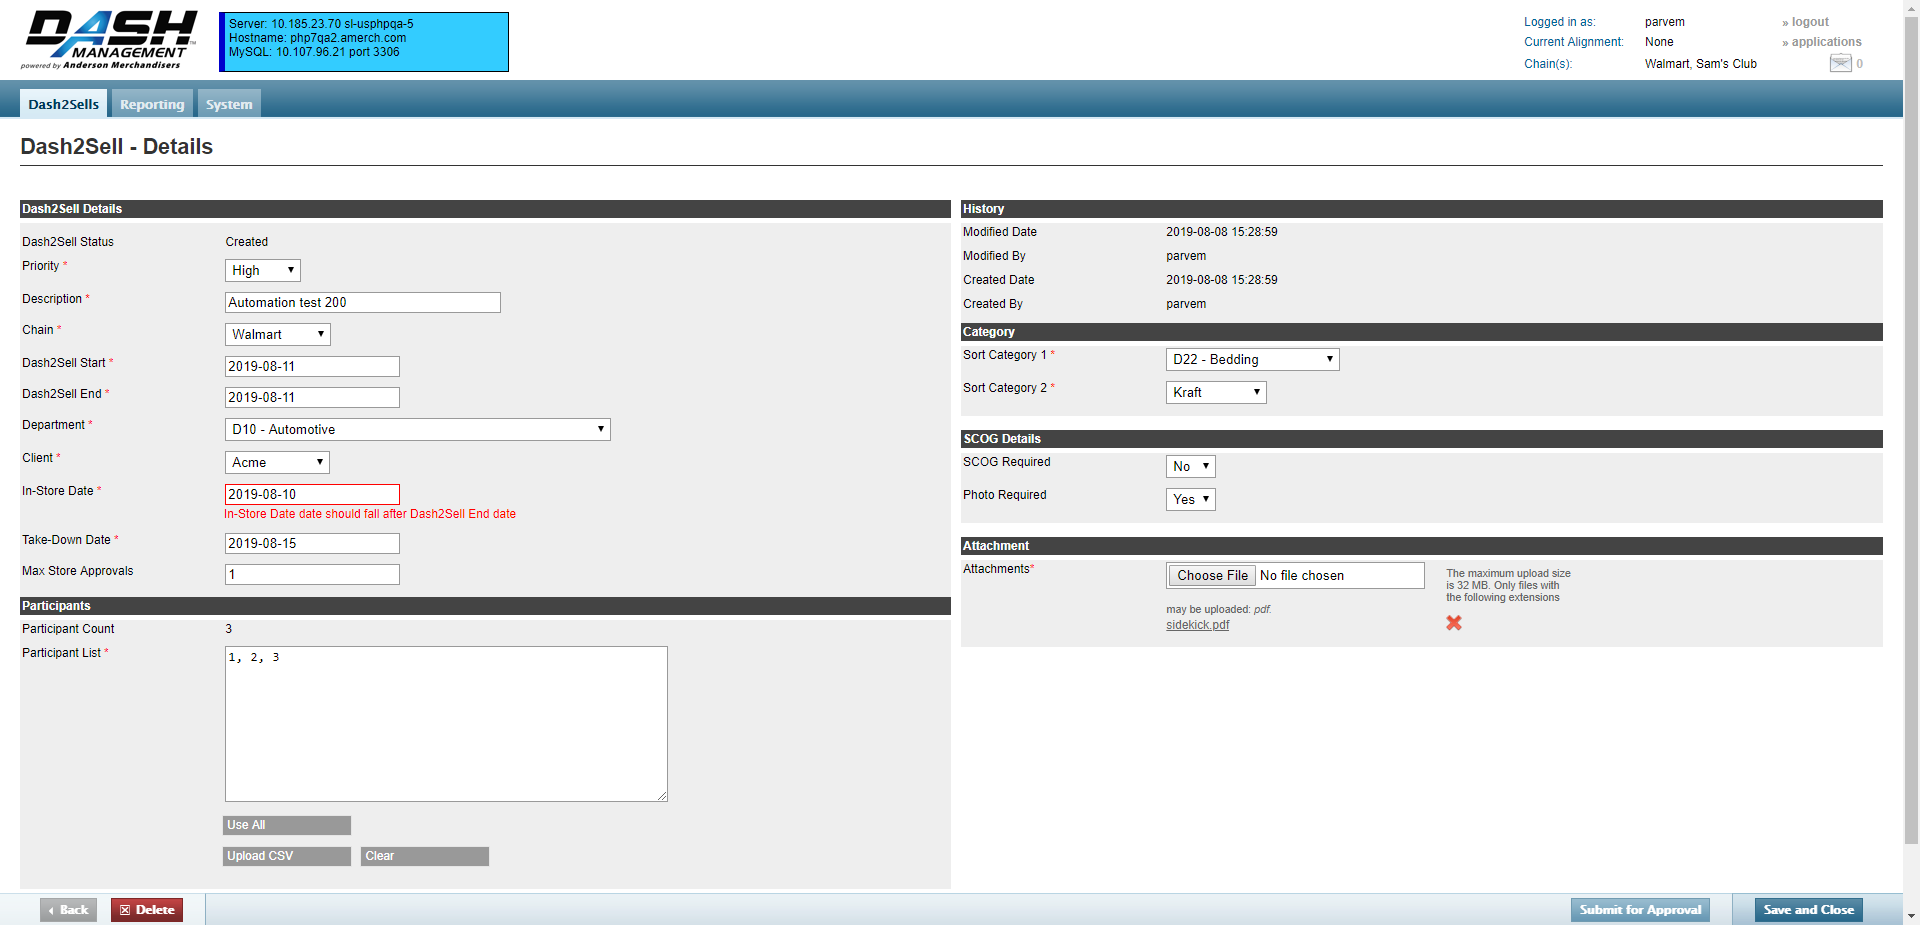 DASH
MANAGEMENT
powered by Anderson Merchandisers
Server: 10.185.23.70 sl-usphpqa-5
Hostname: php7qa2.amerch.com
MySQL: 10.107.96.21 port 3306
Logged in as: parvem » logout
Current Alignment: None » applications
Chain(s): Walmart, Sam's Club 0
Dash2Sells Reporting System
Dash2Sell - Details
Dash2Sell Details
Dash2Sell Status Created
Priority * High
Description * Automation test 200
Chain * Walmart
Dash2Sell Start * 2019-08-11
Dash2Sell End * 2019-08-11
Department * D10 - Automotive
Client * Acme
In-Store Date * 2019-08-10
In-Store Date date should fall after Dash2Sell End date
Take-Down Date * 2019-08-15
Max Store Approvals 1
Participants
Participant Count 3
Participant List * 1, 2, 3
Use All
Upload CSV Clear
History
Modified Date 2019-08-08 15:28:59
Modified By parvem
Created Date 2019-08-08 15:28:59
Created By parvem
Category
Sort Category 1 * D22 - Bedding
Sort Category 2 * Kraft
SCOG Details
SCOG Required No
Photo Required Yes
Attachment
Attachments* Choose File No file chosen
The maximum upload size
is 32 MB. Only files with
the following extensions
may be uploaded: pdf.
sidekick.pdf
Back Delete Submit for Approval Save and Close